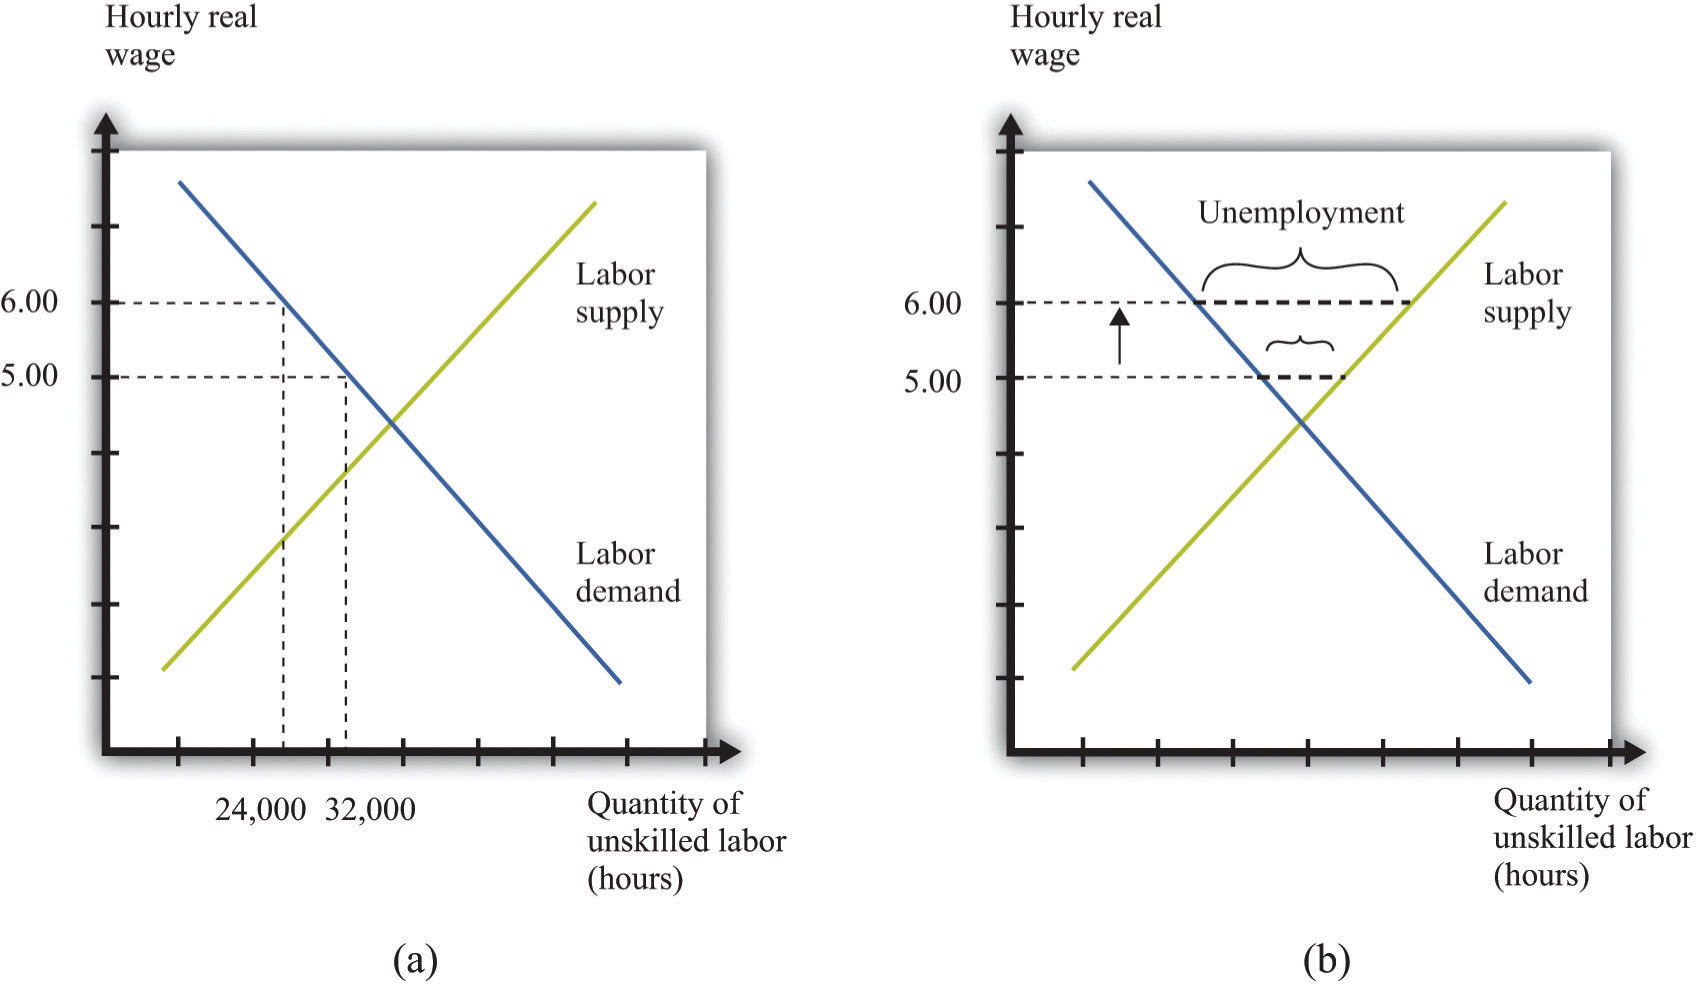 Hourly real
wage
6.00
5.00
Labor
supply
Labor
demand
24,000 32,000
Quantity of
unskilled labor
(hours)
(a)
Hourly real
wage
Unemployment
6.00
5.00
Labor
supply
Labor
demand
Quantity of
unskilled labor
(hours)
(b)